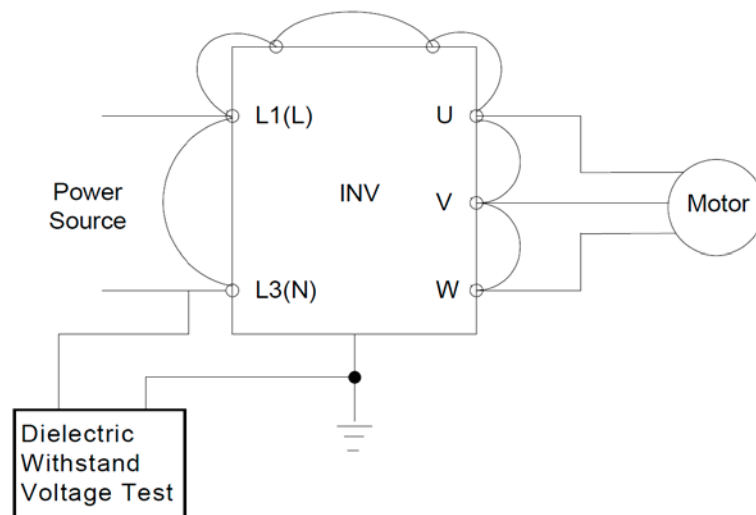 L1(L)
U
Power
Source
INV
V
Motor
L3(N)
W
Dielectric
Withstand
Voltage Test